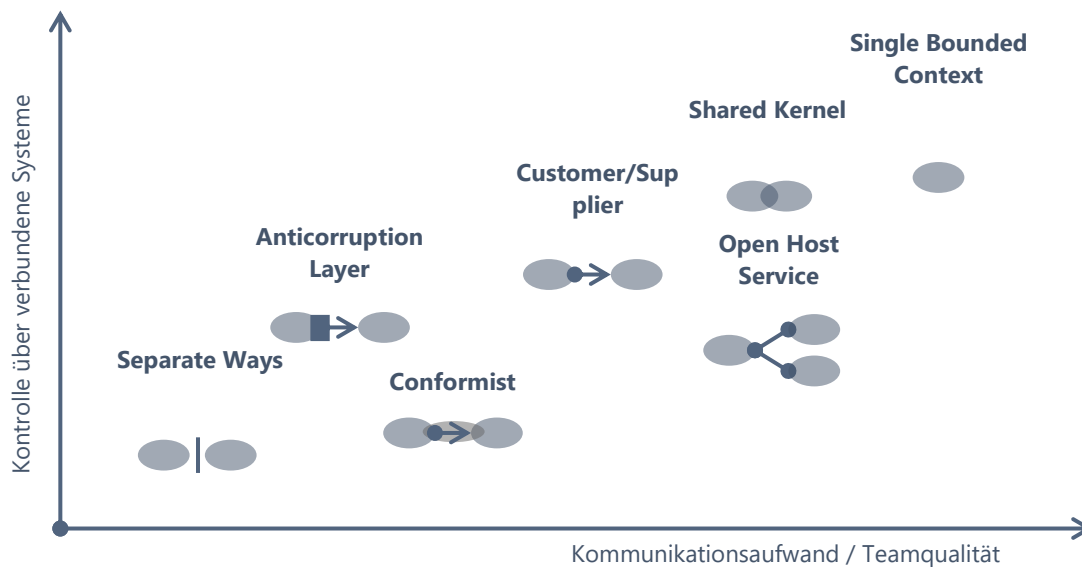 Single Bounded
Context
Shared Kernel
Customer/Sup
plier
Anticorruption
Layer
Open Host
Service
Separate Ways
Conformist
Kontrolle über verbundene Systeme
Kommunikationsaufwand / Teamqualität